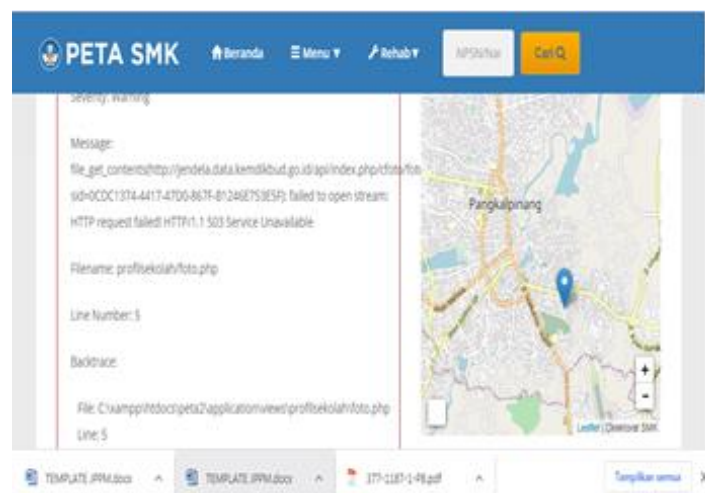 PETA SMK Beranda Menu Rehab NPSN/Na Cari
Severity: Warning
Message:
file_get_contents(http://jendela.data.kemdikbud.go.id/api/index.php/cfoto/fot
sid=0CDC1374-4417-47D0-867F-81246E753E5F): failed to open stream:
HTTP request failed! HTTP/1.1 503 Service Unavailable
Filename: profilsekolah/foto.php
Line Number: 5
Backtrace:
File: C:\xampp\htdocs\peta2\application\views\profilsekolah\foto.php
Line: 5
Pangkalpinang
+
-
Leaflet | Direktorat SMK
TEMPLATE JPPM.docx TEMPLATE JPPM.docx 377-1187-1-PB.pdf Tampilkan semua X